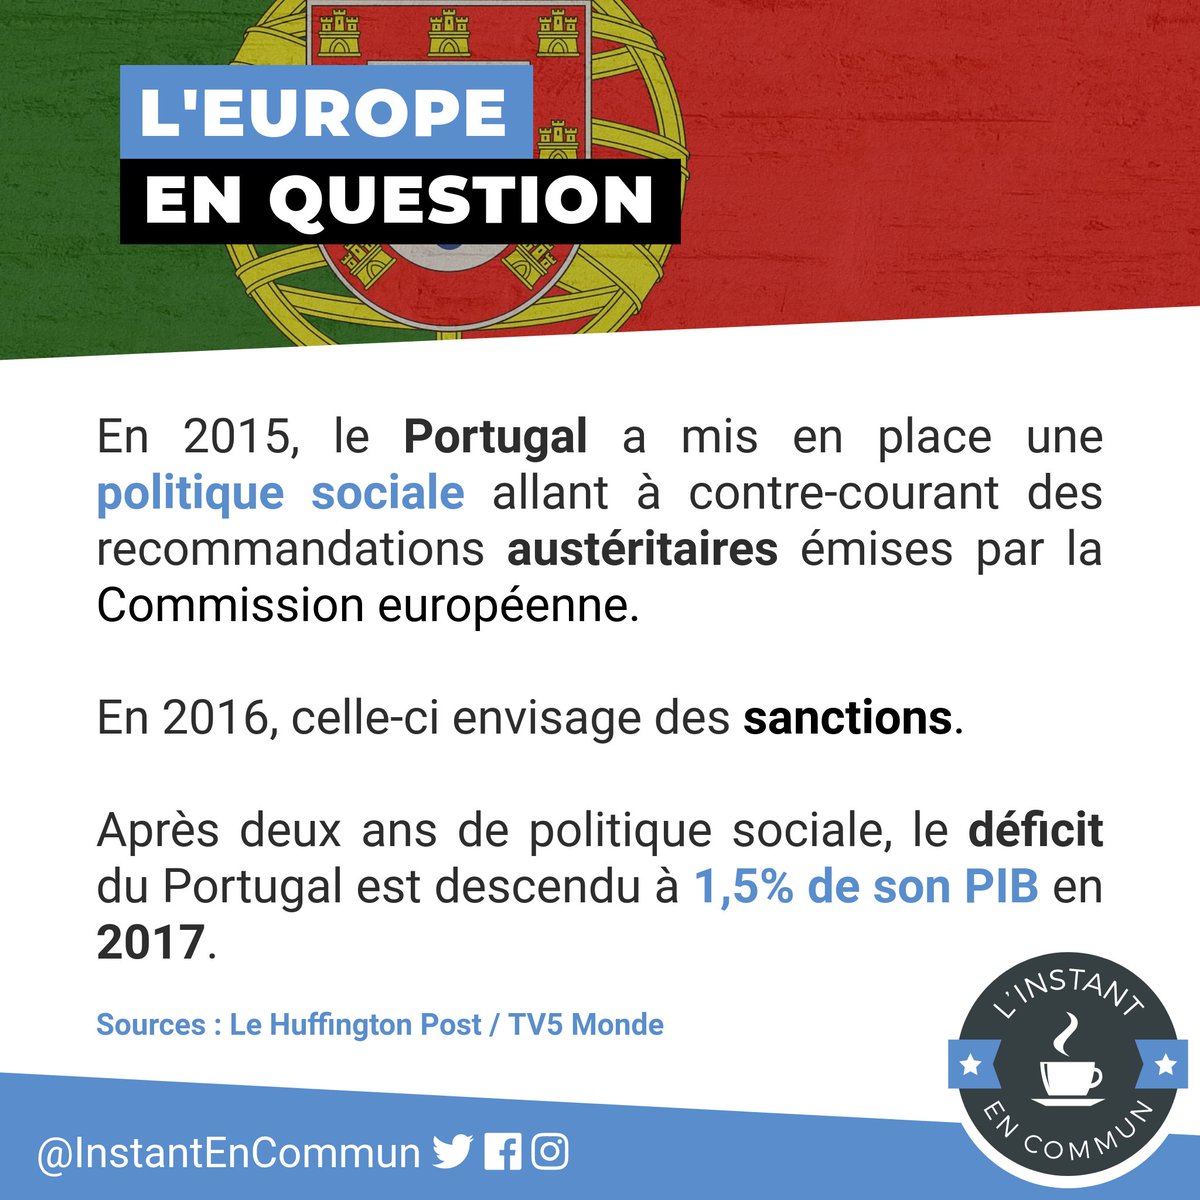 L'EUROPE
EN QUESTION
En 2015, le Portugal a mis en place une
politique sociale allant à contre-courant des
recommandations austéritaires émises par la
Commission européenne.
En 2016, celle-ci envisage des sanctions.
Après deux ans de politique sociale, le déficit
du Portugal est descendu à 1,5% de son PIB en
2017.
Sources : Le Huffington Post / TV5 Monde
L'INSTANT
EN COMMUN
@InstantEnCommun